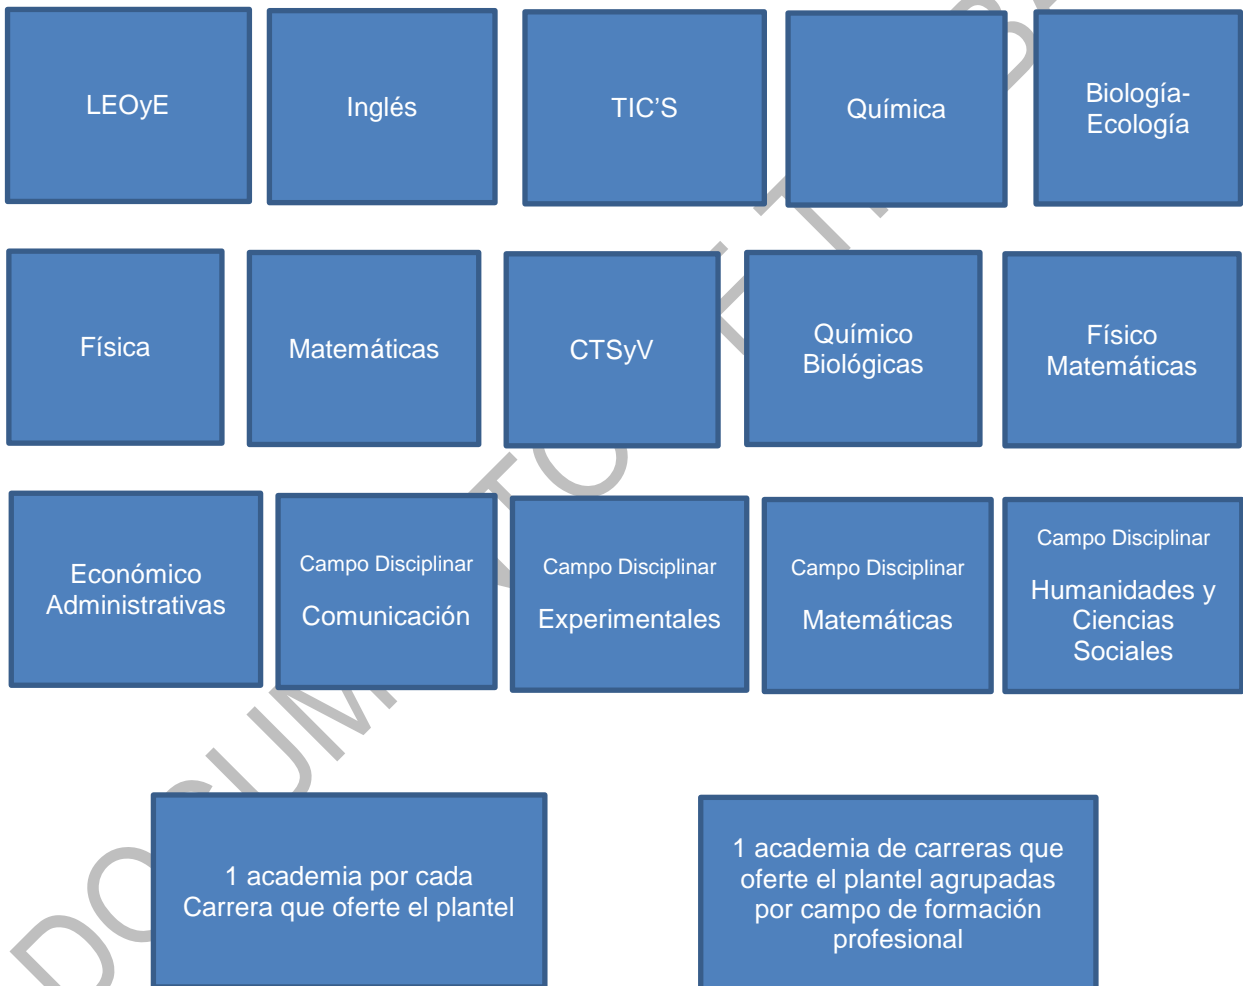 LEOyE
Inglés
TIC'S
Química
Biología-
Ecología
Física
Matemáticas
CTSyV
Químico
Biológicas
Físico
Matemáticas
Económico
Administrativas
Campo Disciplinar
Comunicación
Campo Disciplinar
Experimentales
Campo Disciplinar
Matemáticas
Campo Disciplinar
Humanidades y
Ciencias
Sociales
1 academia por cada
Carrera que oferte el plantel
1 academia de carreras que
oferte el plantel agrupadas
por campo de formación
profesional